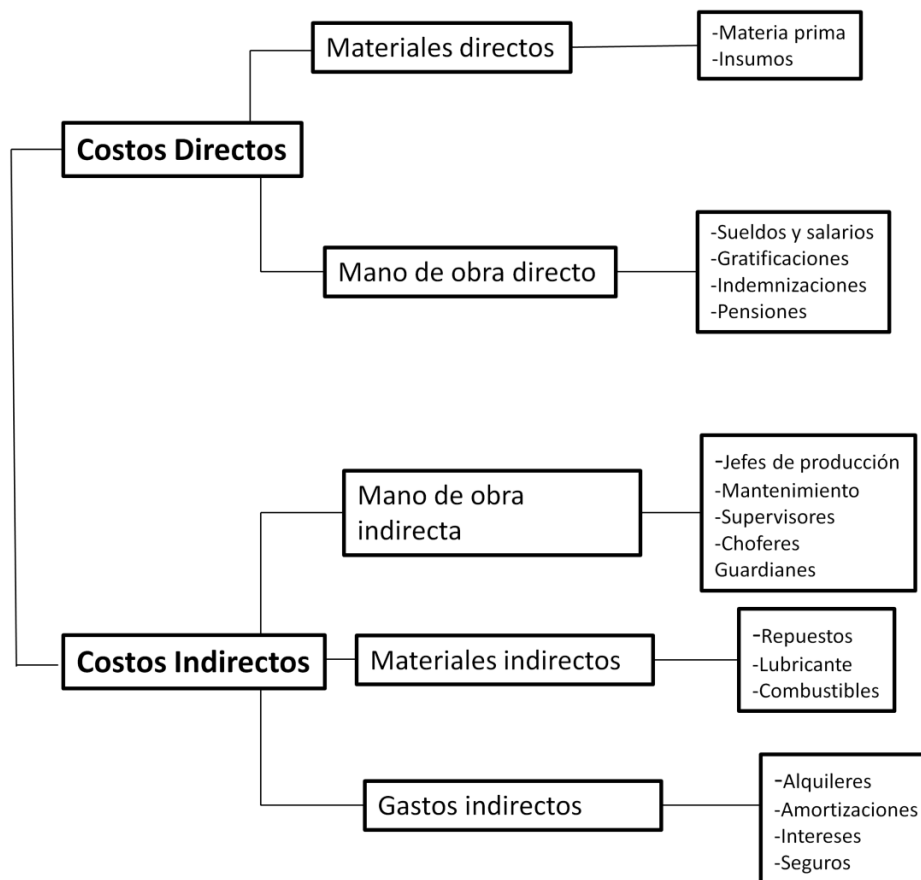 Materiales directos
-Materia prima
-Insumos
Costos Directos
Mano de obra directo
-Sueldos y salarios
-Gratificaciones
-Indemnizaciones
-Pensiones
Mano de obra
indirecta
-Jefes de producción
-Mantenimiento
-Supervisores
-Choferes
Guardianes
Costos Indirectos
Materiales indirectos
-Repuestos
-Lubricante
-Combustibles
Gastos indirectos
-Alquileres
-Amortizaciones
-Intereses
-Seguros